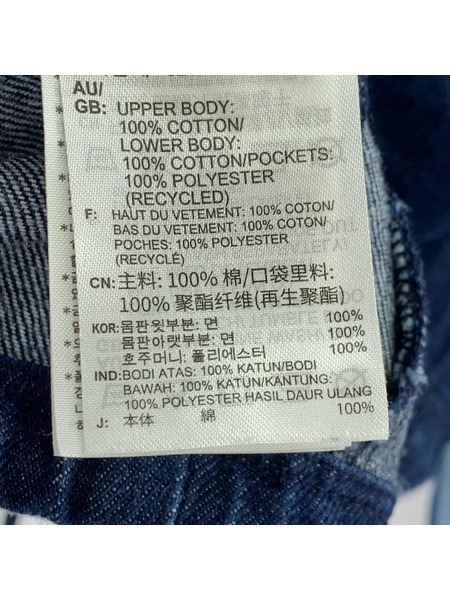 AU/
GB: UPPER BODY:
100% COTTON/
LOWER BODY:
100% COTTON/POCKETS:
100% POLYESTER
(RECYCLED)
F: HAUT DU VETEMENT: 100% COTON/
BAS DU VETEMENT: 100% COTON/
POCHES: 100% POLYESTER
(RECYCLÉ)
CN: 主料: 100% 棉/口袋里料:
100% 聚酯纤维(再生聚酯)
KOR: 몸판윗부분: 면 100%
몸판아랫부분: 면 100%
호주머니: 폴리에스터 100%
IND: BODI ATAS: 100% KATUN/BODI
BAWAH: 100% KATUN/KANTUNG:
100% POLYESTER HASIL DAUR ULANG
J: 本体 綿 100%